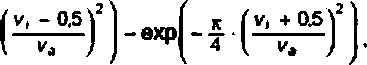 ( (v_i − 0,5) / v_a )² ) − exp( − π/4 · ( (v_i + 0,5) / v_a )² ),